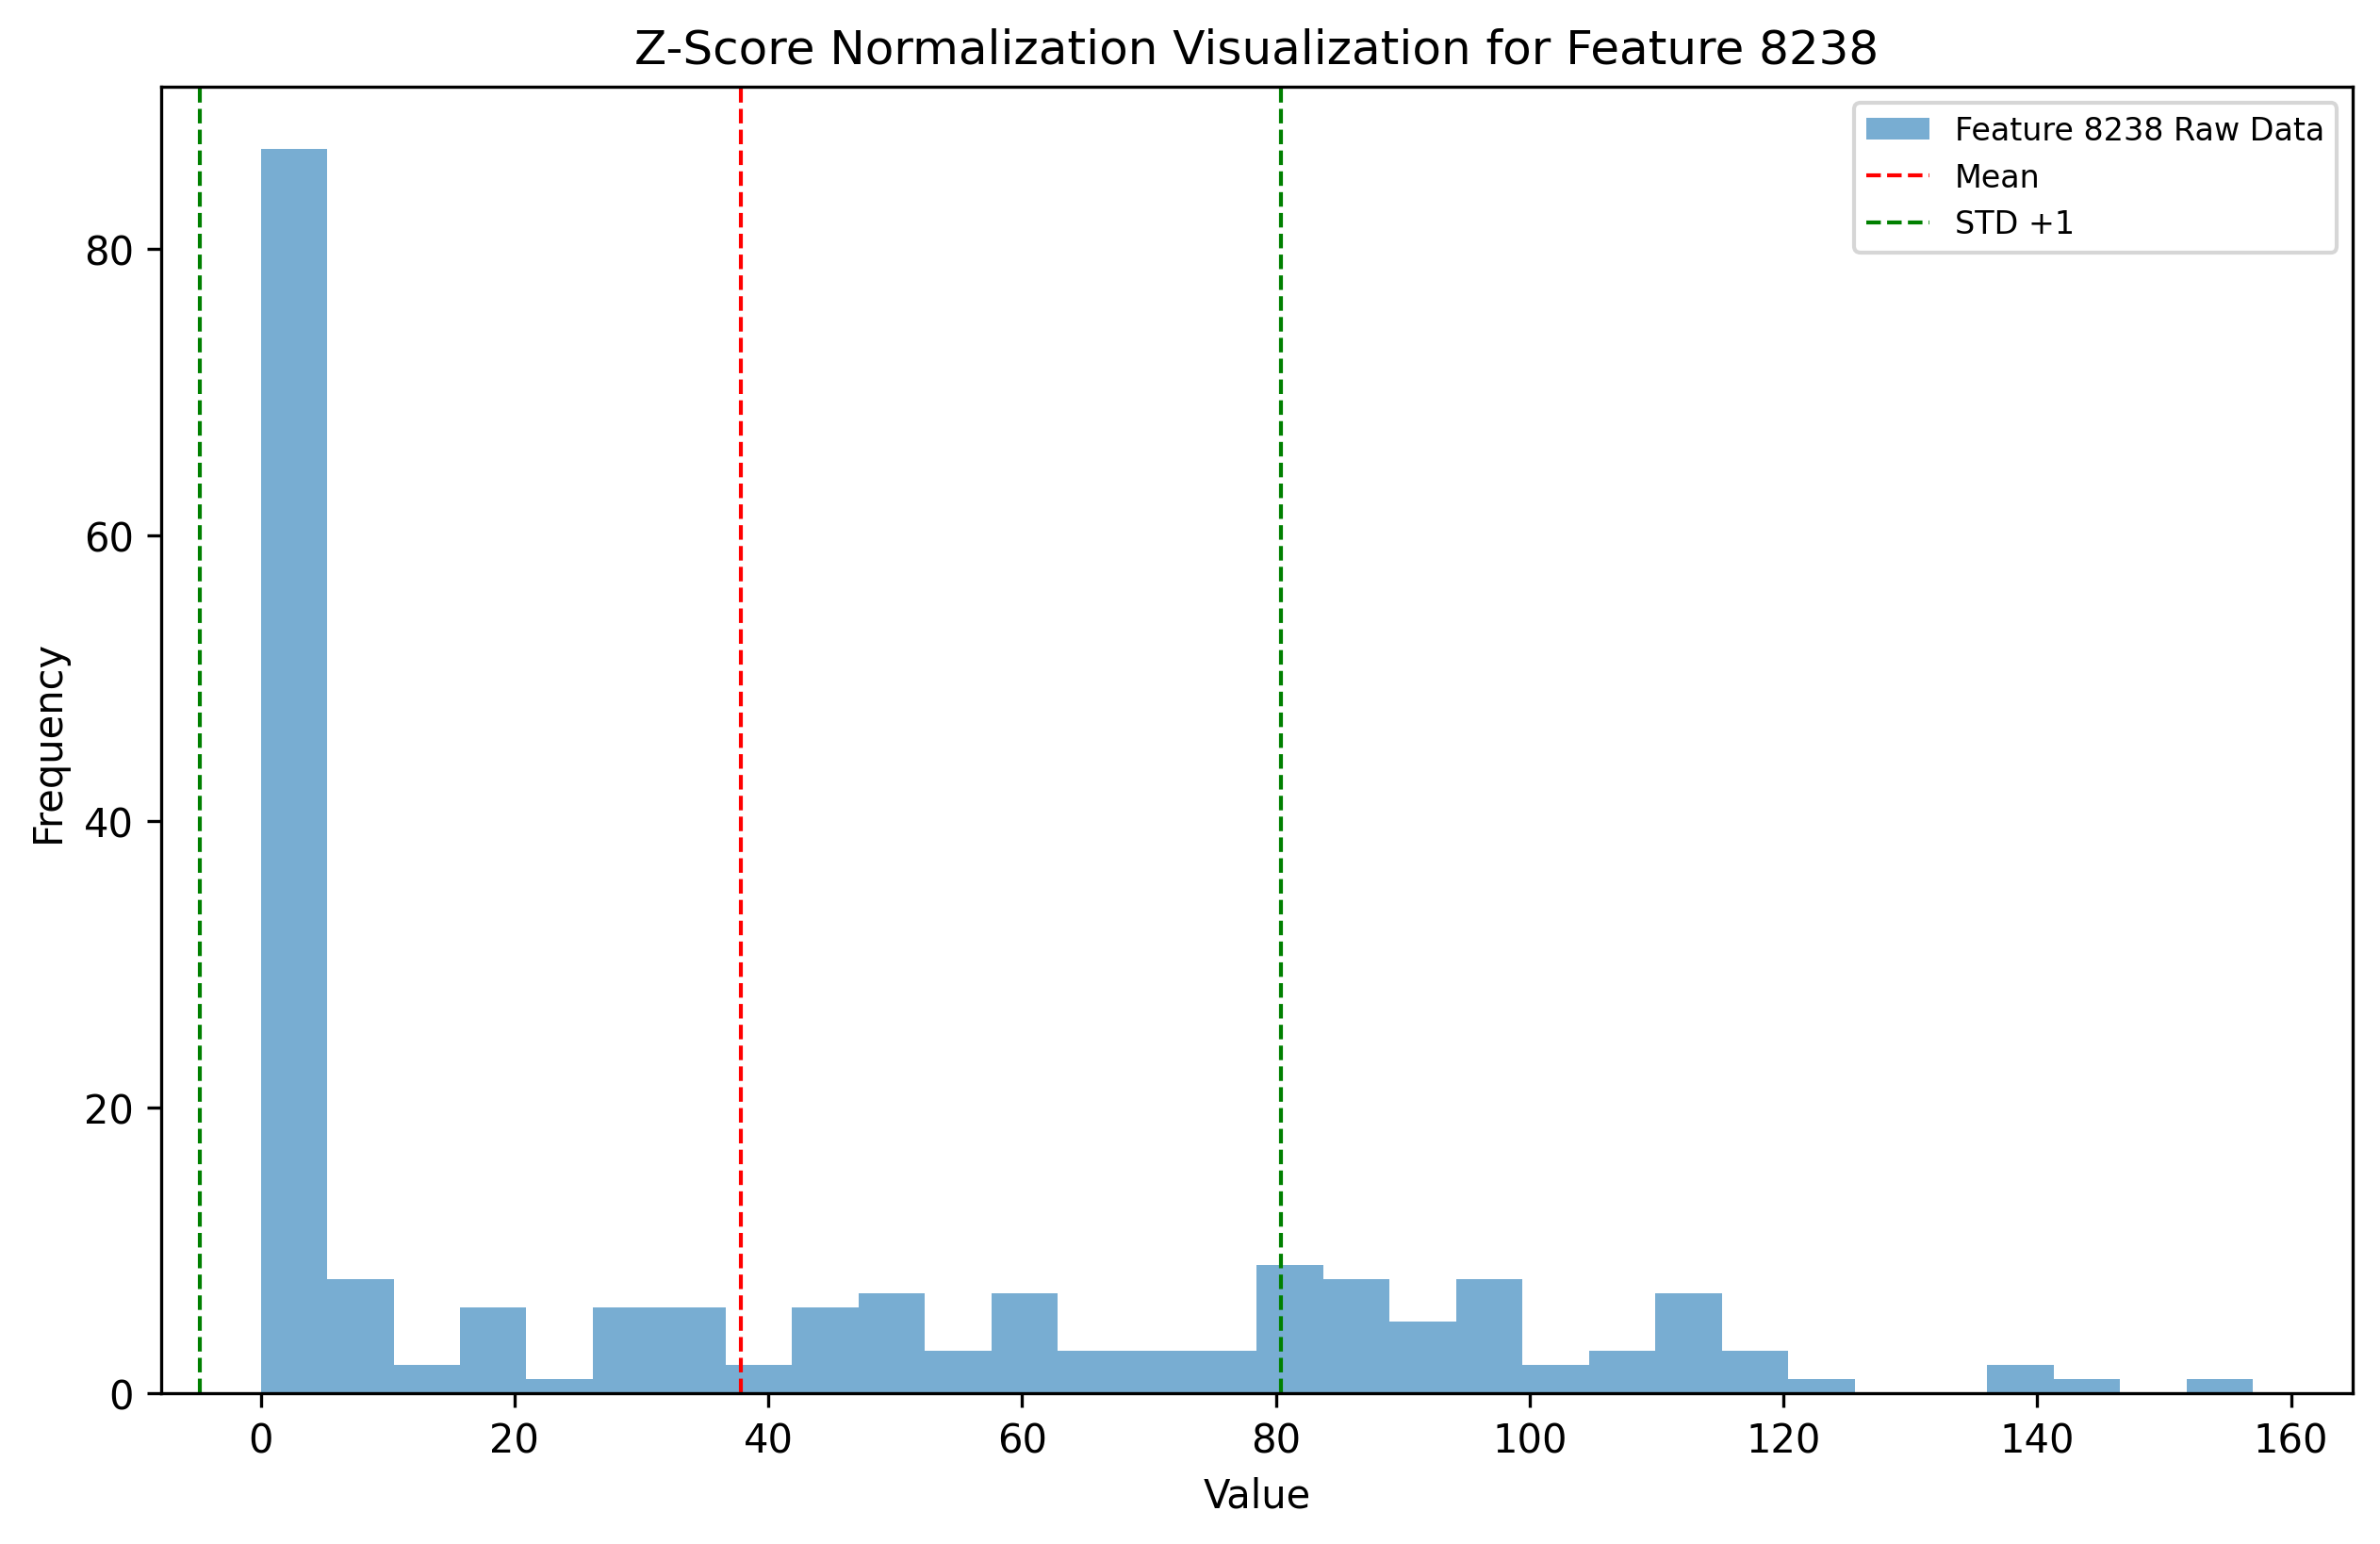 Z-Score Normalization Visualization for Feature 8238
Feature 8238 Raw Data
Mean
STD +1
Frequency
80
60
40
20
0
0 20 40 60 80 100 120 140 160
Value